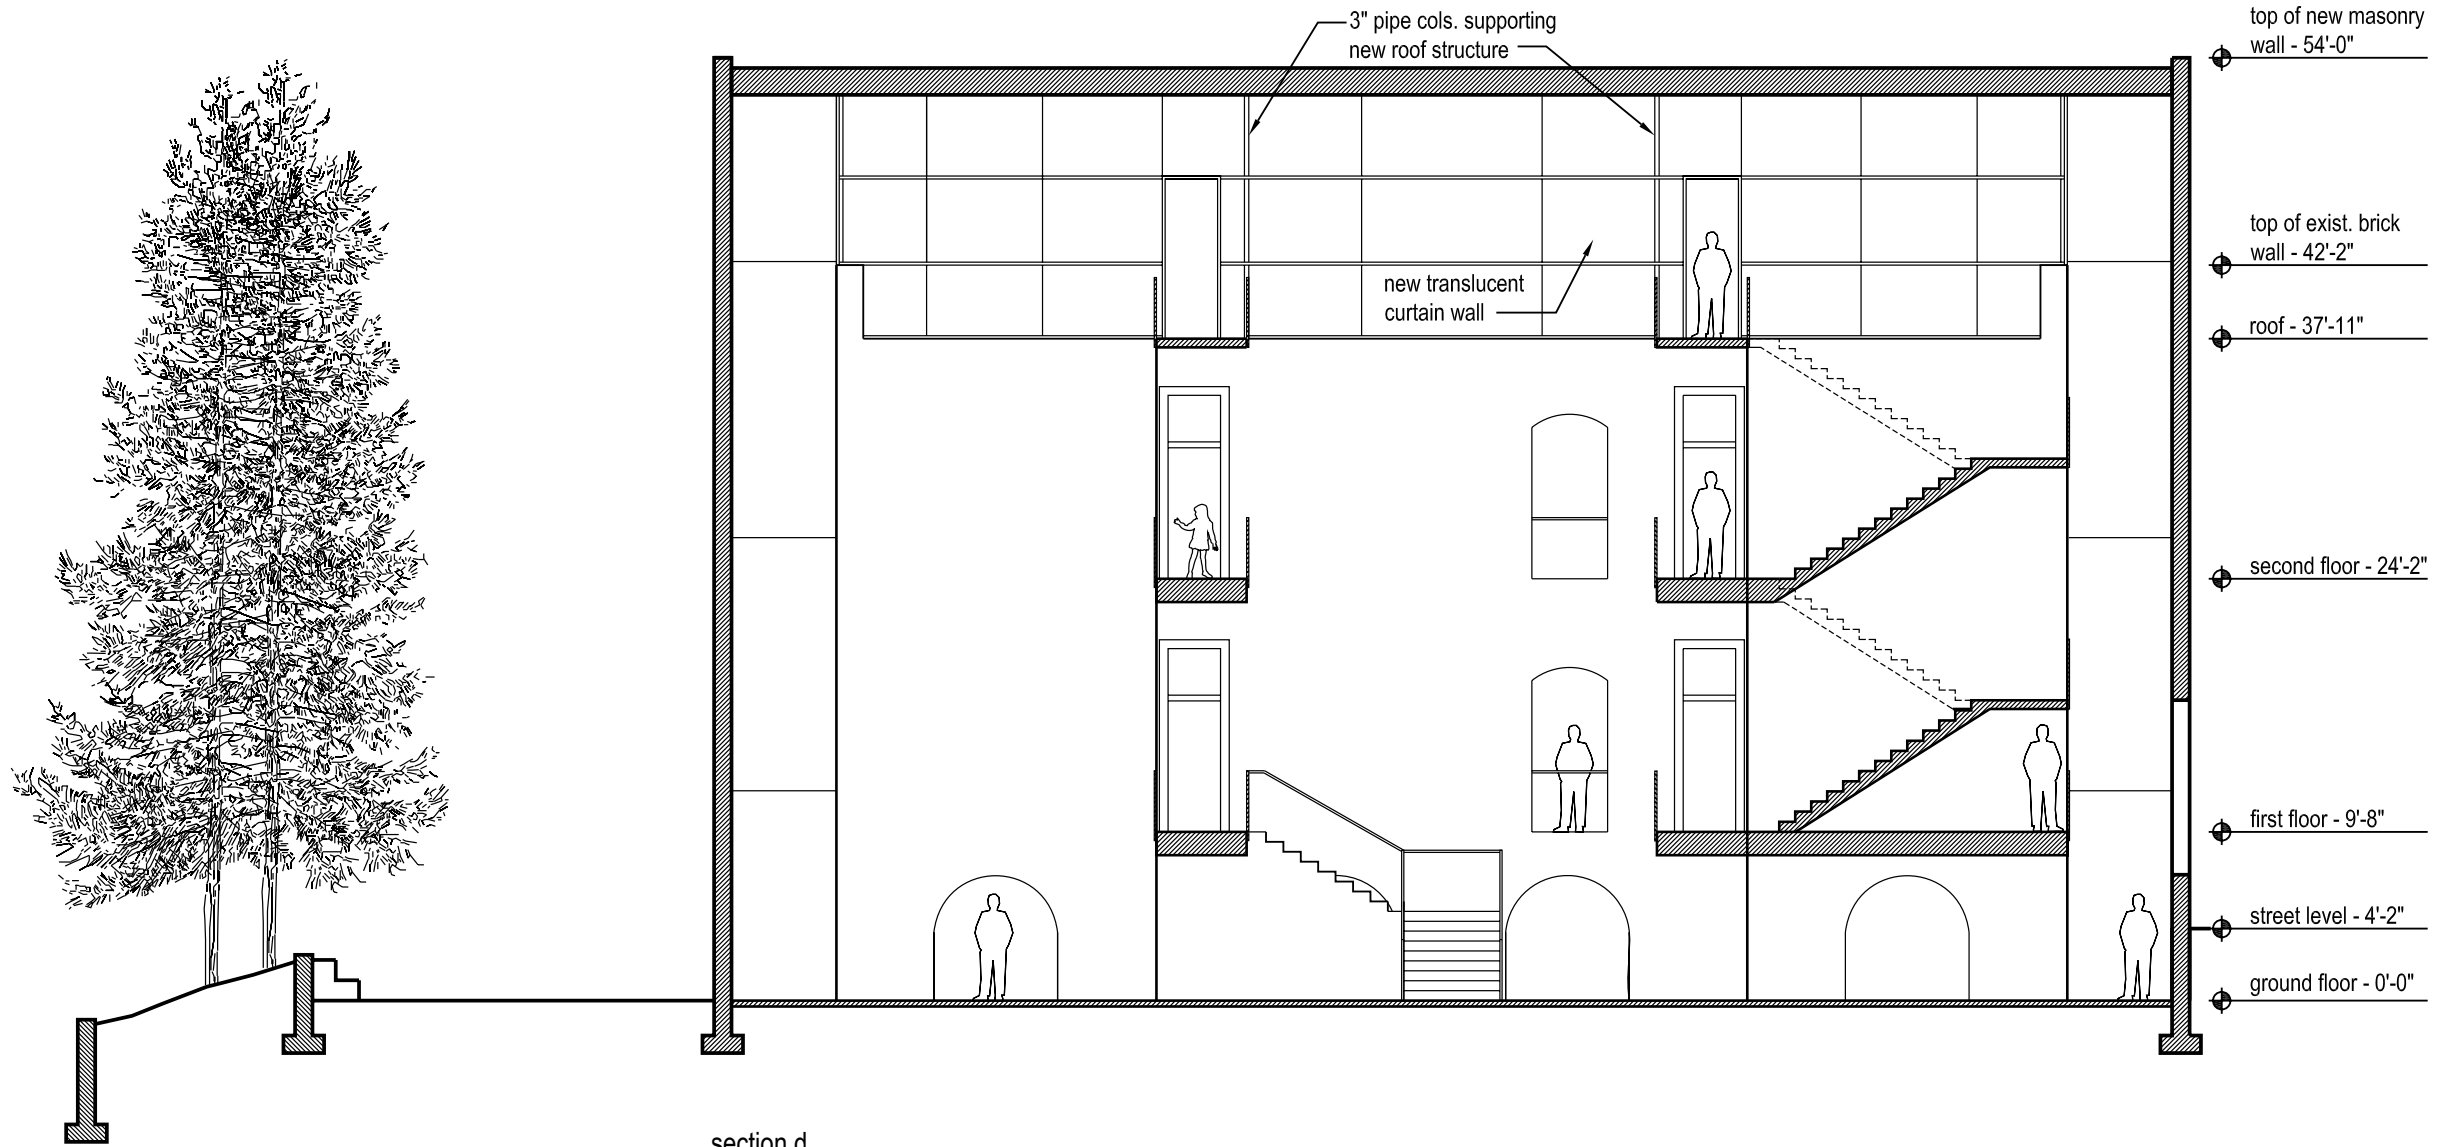 3" pipe cols. supporting
new roof structure
new translucent
curtain wall
top of new masonry
wall - 54'-0"
top of exist. brick
wall - 42'-2"
roof - 37'-11"
second floor - 24'-2"
first floor - 9'-8"
street level - 4'-2"
ground floor - 0'-0"
section d